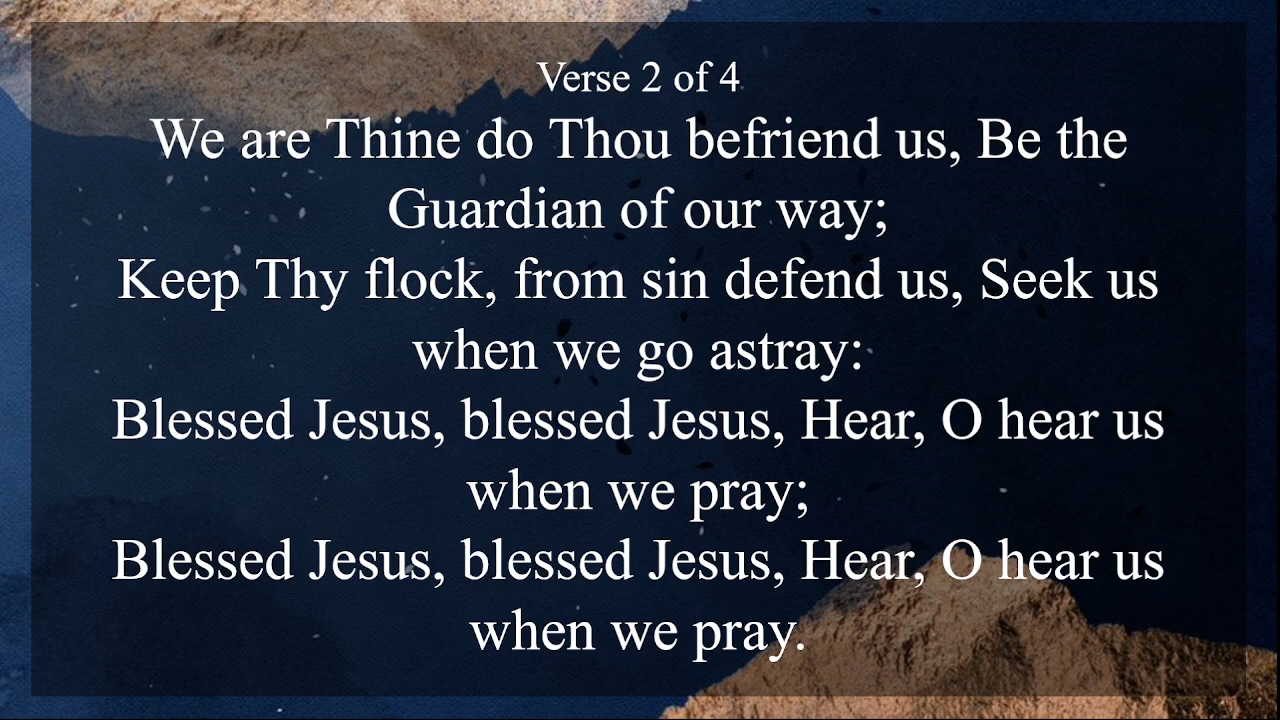 Verse 2 of 4
We are Thine do Thou befriend us, Be the
Guardian of our way;
Keep Thy flock, from sin defend us, Seek us
when we go astray:
Blessed Jesus, blessed Jesus, Hear, O hear us
when we pray;
Blessed Jesus, blessed Jesus, Hear, O hear us
when we pray.